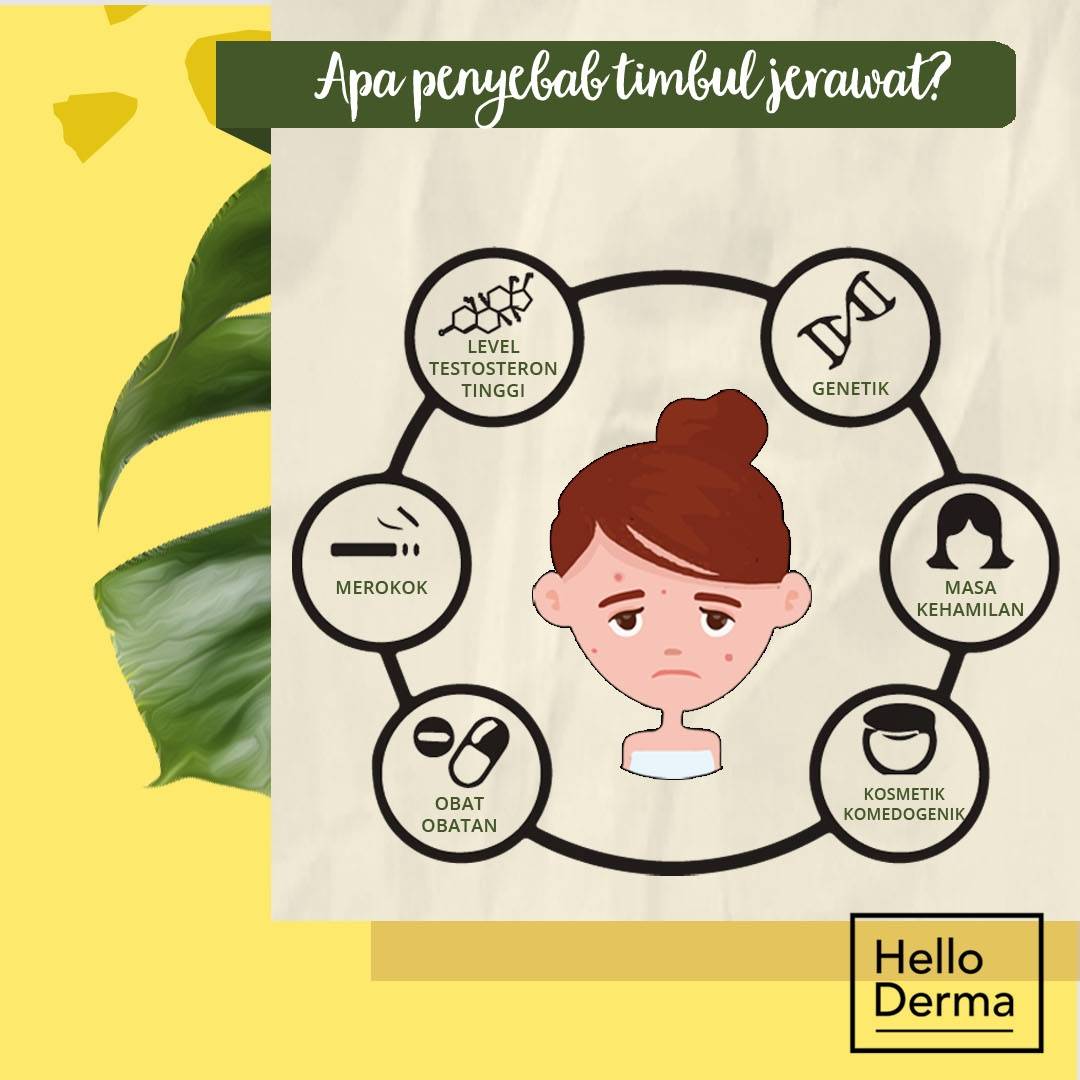 Apa penyebab timbul jerawat?
LEVEL
TESTOSTERON
TINGGI
GENETIK
MEROKOK
MASA
KEHAMILAN
OBAT
OBATAN
KOSMETIK
KOMEDOGENIK
Hello
Derma